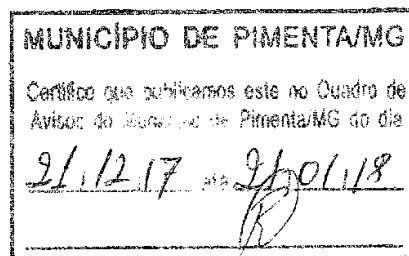 MUNICÍPIO DE PIMENTA/MG
Certifico que publicamos este no Quadro de
Avisos do Município de Pimenta/MG do dia
21/12/17 até 21/01/18